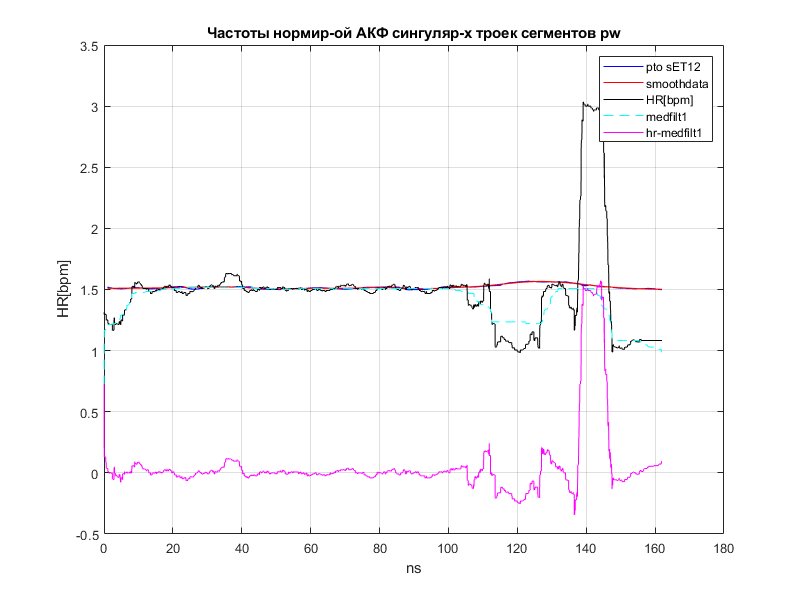 Частоты нормир-ой АКФ сингуляр-х троек сегментов pw
3.5
3
2.5
2
1.5
1
0.5
0
-0.5
HR[bpm]
pto sET12
smoothdata
HR[bpm]
medfilt1
hr-medfilt1
0 20 40 60 80 100 120 140 160 180
ns